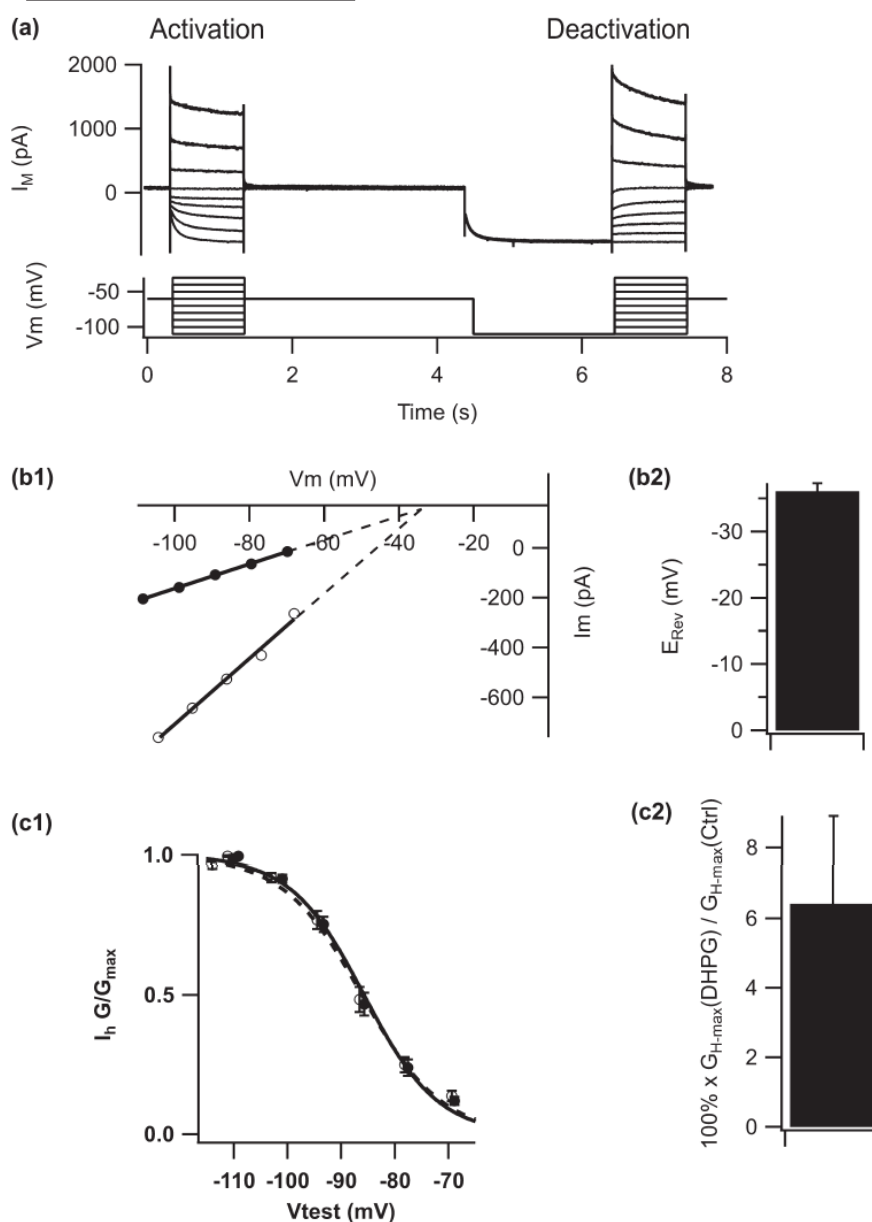 (a)
Activation
Deactivation
2000
1000
0
I_M (pA)
-50
-100
Vm (mV)
0 2 4 6 8
Time (s)
(b1)
Vm (mV)
-100 -80 -60 -40 -20
0
-200
-400
-600
Im (pA)
(b2)
-30
-20
-10
0
E_Rev (mV)
(c1)
1.0
0.5
0.0
I_h G/G_max
-110 -100 -90 -80 -70
Vtest (mV)
(c2)
8
6
4
2
0
100% x G_H-max(DHPG) / G_H-max(Ctrl)